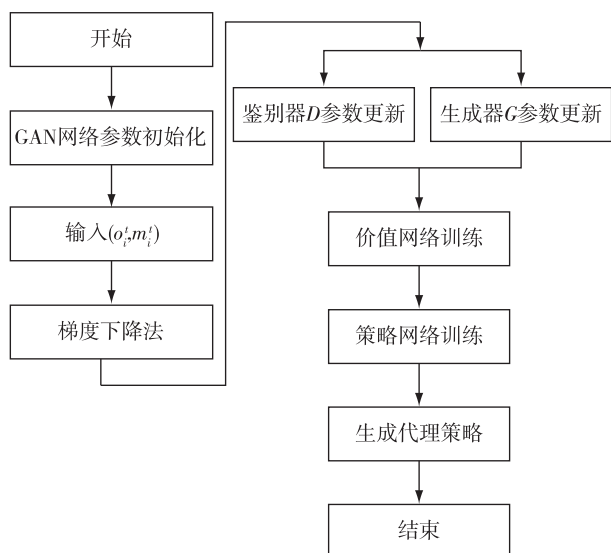 开始
GAN网络参数初始化
输入(o_i^t,m_i^t)
梯度下降法
鉴别器D参数更新
生成器G参数更新
价值网络训练
策略网络训练
生成代理策略
结束